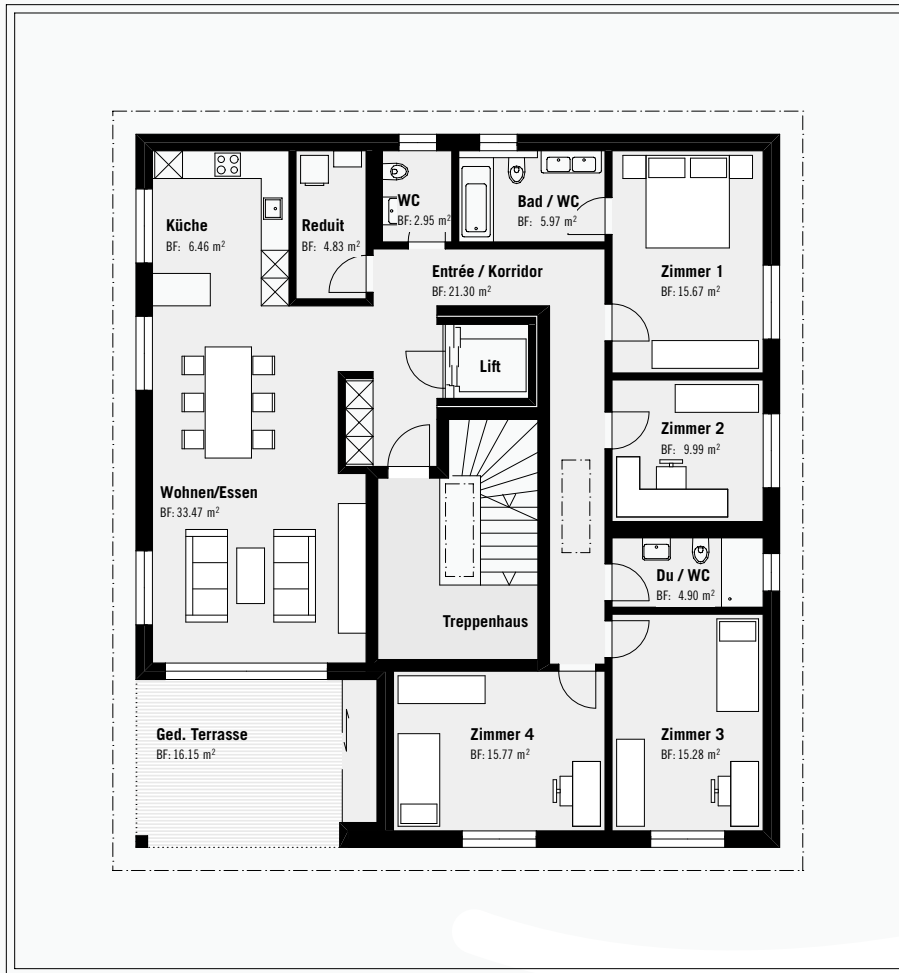 Küche
BF: 6.46 m²
Reduit
BF: 4.83 m²
WC
BF: 2.95 m²
Bad / WC
BF: 5.97 m²
Entrée / Korridor
BF: 21.30 m²
Zimmer 1
BF: 15.67 m²
Lift
Zimmer 2
BF: 9.99 m²
Wohnen/Essen
BF: 33.47 m²
Du / WC
BF: 4.90 m²
Treppenhaus
Ged. Terrasse
BF: 16.15 m²
Zimmer 4
BF: 15.77 m²
Zimmer 3
BF: 15.28 m²